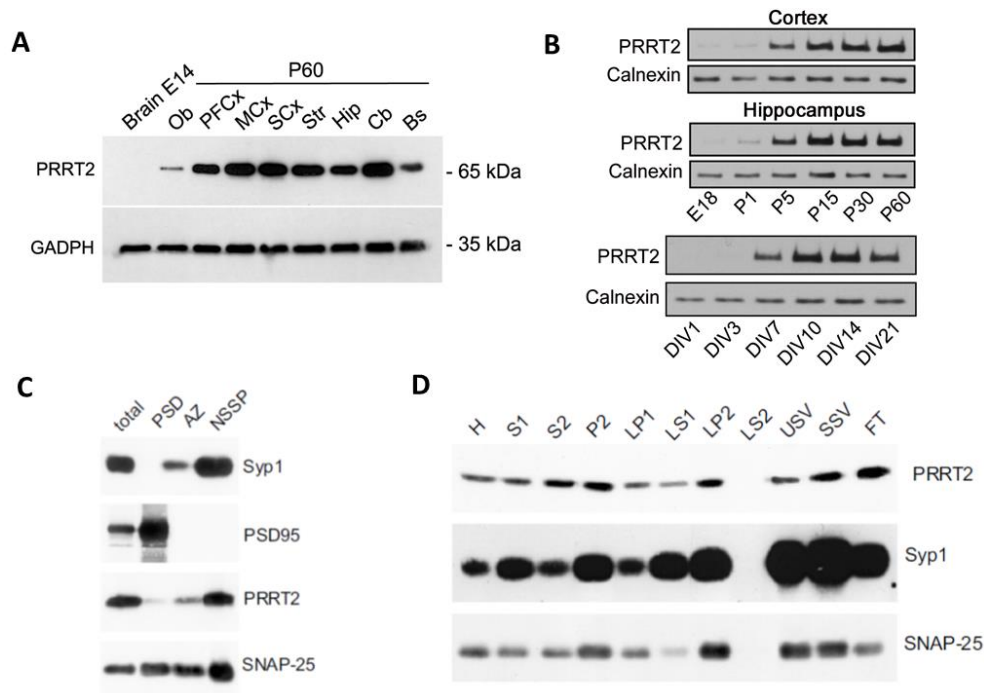 A
P60
Brain E14 Ob PFCx MCx SCx Str Hip Cb Bs
PRRT2 - 65 kDa
GADPH - 35 kDa
B
Cortex
PRRT2
Calnexin
Hippocampus
PRRT2
Calnexin
E18 P1 P5 P15 P30 P60
PRRT2
Calnexin
DIV1 DIV3 DIV7 DIV10 DIV14 DIV21
C
total PSD AZ NSSP
Syp1
PSD95
PRRT2
SNAP-25
D
H S1 S2 P2 LP1 LS1 LP2 LS2 USV SSV FT
PRRT2
Syp1
SNAP-25